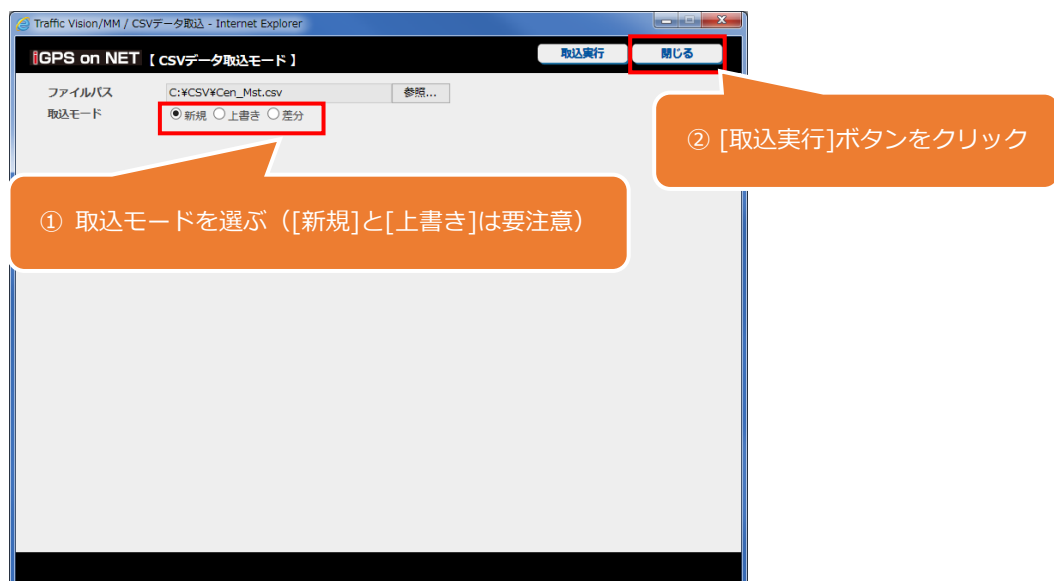 Traffic Vision/MM / CSVデータ取込 - Internet Explorer
iGPS on NET 【 CSVデータ取込モード 】 取込実行 閉じる
ファイルパス C:¥CSV¥Cen_Mst.csv 参照...
取込モード 新規 上書き 差分
② [取込実行]ボタンをクリック
① 取込モードを選ぶ（[新規]と[上書き]は要注意）